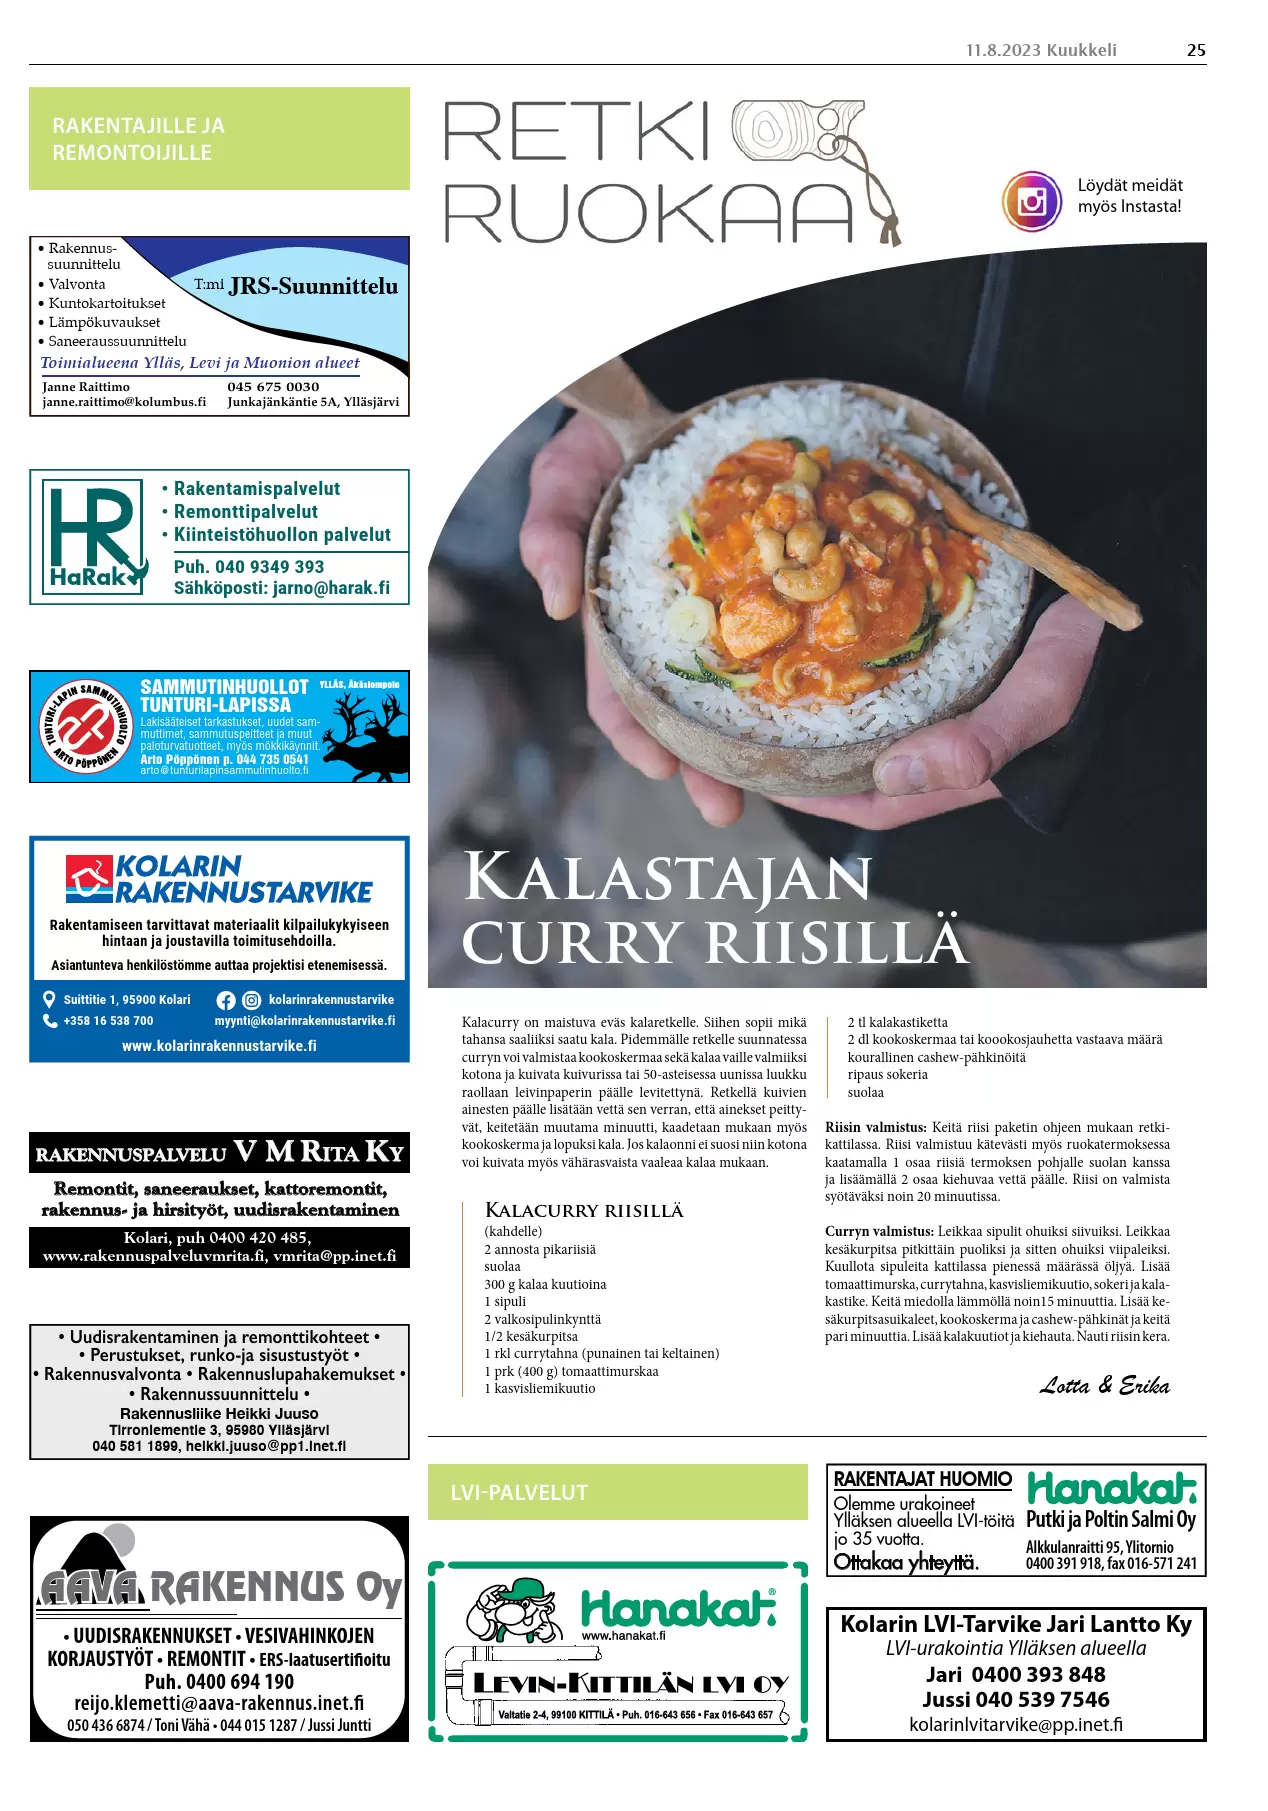 11.8.2023 Kuukkeli 25
RAKENTAJILLE JA
REMONTOIJILLE
• Rakennus-
suunnittelu
• Valvonta
• Kuntokartoitukset
• Lämpökuvaukset
• Saneeraussuunnittelu
T:mi JRS-Suunnittelu
Toimialueena Ylläs, Levi ja Muonion alueet
Janne Raittimo 045 675 0030
janne.raittimo@kolumbus.fi Junkajänkäntie 5A, Ylläsjärvi
HR
HaRak
• Rakentamispalvelut
• Remonttipalvelut
• Kiinteistöhuollon palvelut
Puh. 040 9349 393
Sähköposti: jarno@harak.fi
TUNTURI-LAPIN SAMMUTINHUOLTO
ARTO PÖPPÖNEN
SAMMUTINHUOLLOT YLLÄS, Äkäslompolo
TUNTURI-LAPISSA
Lakisääteiset tarkastukset, uudet sam-
muttimet, sammutuspeitteet ja muut
paloturvatuotteet, myös mökkikäynnit.
Arto Pöppönen p. 044 735 0541
arto@tunturilapinsammutinhuolto.fi
KOLARIN
RAKENNUSTARVIKE
Rakentamiseen tarvittavat materiaalit kilpailukykyiseen
hintaan ja joustavilla toimitusehdoilla.
Asiantunteva henkilöstömme auttaa projektisi etenemisessä.
Suittitie 1, 95900 Kolari kolarinrakennustarvike
+358 16 538 700 myynti@kolarinrakennustarvike.fi
www.kolarinrakennustarvike.fi
RAKENNUSPALVELU V M RITA KY
Remontit, saneeraukset, kattoremontit,
rakennus- ja hirsityöt, uudisrakentaminen
Kolari, puh 0400 420 485,
www.rakennuspalveluvmrita.fi, vmrita@pp.inet.fi
• Uudisrakentaminen ja remonttikohteet •
• Perustukset, runko-ja sisustustyöt •
• Rakennusvalvonta • Rakennuslupahakemukset •
• Rakennussuunnittelu •
Rakennusliike Heikki Juuso
Tirroniementie 3, 95980 Ylläsjärvi
040 581 1899, heikki.juuso@pp1.inet.fi
AAVA RAKENNUS Oy
• UUDISRAKENNUKSET • VESIVAHINKOJEN
KORJAUSTYÖT • REMONTIT • ERS-laatusertifioitu
Puh. 0400 694 190
reijo.klemetti@aava-rakennus.inet.fi
050 436 6874 / Toni Vähä • 044 015 1287 / Jussi Juntti
RETKI
RUOKAA
Löydät meidät
myös Instasta!
KALASTAJAN
CURRY RIISILLÄ
Kalacurry on maistuva eväs kalaretkelle. Siihen sopii mikä
tahansa saaliiksi saatu kala. Pidemmälle retkelle suunnatessa
curryn voi valmistaa kookoskermaa sekä kalaa vaille valmiiksi
kotona ja kuivata kuivurissa tai 50-asteisessa uunissa luukku
raollaan leivinpaperin päälle levitettynä. Retkellä kuivien
ainesten päälle lisätään vettä sen verran, että ainekset peitty-
vät, keitetään muutama minuutti, kaadetaan mukaan myös
kookoskerma ja lopuksi kala. Jos kalaonni ei suosi niin kotona
voi kuivata myös vähärasvaista vaaleaa kalaa mukaan.
KALACURRY RIISILLÄ
(kahdelle)
2 annosta pikariisiä
suolaa
300 g kalaa kuutioina
1 sipuli
2 valkosipulinkynttä
1/2 kesäkurpitsa
1 rkl currytahna (punainen tai keltainen)
1 prk (400 g) tomaattimurskaa
1 kasvisliemikuutio
2 tl kalakastiketta
2 dl kookoskermaa tai koookosjauhetta vastaava määrä
kourallinen cashew-pähkinöitä
ripaus sokeria
suolaa
Riisin valmistus: Keitä riisi paketin ohjeen mukaan retki-
kattilassa. Riisi valmistuu kätevästi myös ruokatermoksessa
kaatamalla 1 osaa riisiä termoksen pohjalle suolan kanssa
ja lisäämällä 2 osaa kiehuvaa vettä päälle. Riisi on valmista
syötäväksi noin 20 minuutissa.
Curryn valmistus: Leikkaa sipulit ohuiksi siivuiksi. Leikkaa
kesäkurpitsa pitkittäin puoliksi ja sitten ohuiksi viipaleiksi.
Kuullota sipuleita kattilassa pienessä määrässä öljyä. Lisää
tomaattimurska, currytahna, kasvisliemikuutio, sokeri ja kala-
kastike. Keitä miedolla lämmöllä noin15 minuuttia. Lisää ke-
säkurpitsasuikaleet, kookoskerma ja cashew-pähkinät ja keitä
pari minuuttia. Lisää kalakuutiot ja kiehauta. Nauti riisin kera.
Lotta & Erika
LVI-PALVELUT
Hanakat®
www.hanakat.fi
LEVIN-KITTILÄN LVI OY
Valtatie 2-4, 99100 KITTILÄ • Puh. 016-643 656 • Fax 016-643 657
RAKENTAJAT HUOMIO
Olemme urakoineet
Ylläksen alueella LVI-töitä
jo 35 vuotta.
Ottakaa yhteyttä.
Hanakat.
Putki ja Poltin Salmi Oy
Alkkulanraitti 95, Ylitornio
0400 391 918, fax 016-571 241
Kolarin LVI-Tarvike Jari Lantto Ky
LVI-urakointia Ylläksen alueella
Jari 0400 393 848
Jussi 040 539 7546
kolarinlvitarvike@pp.inet.fi